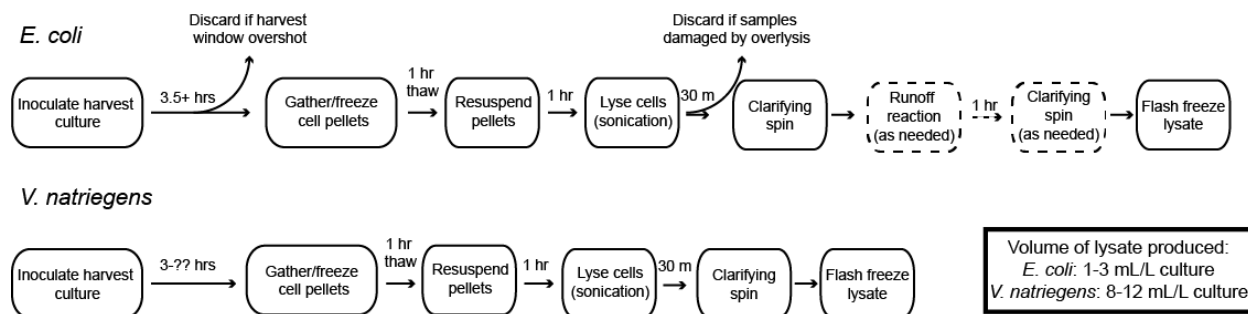 E. coli
Discard if harvest
window overshot
Discard if samples
damaged by overlysis
Inoculate harvest
culture
3.5+ hrs
Gather/freeze
cell pellets
1 hr
thaw
Resuspend
pellets
1 hr
Lyse cells
(sonication)
30 m
Clarifying
spin
Runoff
reaction
(as needed)
1 hr
Clarifying
spin
(as needed)
Flash freeze
lysate
V. natriegens
Inoculate harvest
culture
3-?? hrs
Gather/freeze
cell pellets
1 hr
thaw
Resuspend
pellets
1 hr
Lyse cells
(sonication)
30 m
Clarifying
spin
Flash freeze
lysate
Volume of lysate produced:
E. coli: 1-3 mL/L culture
V. natriegens: 8-12 mL/L culture